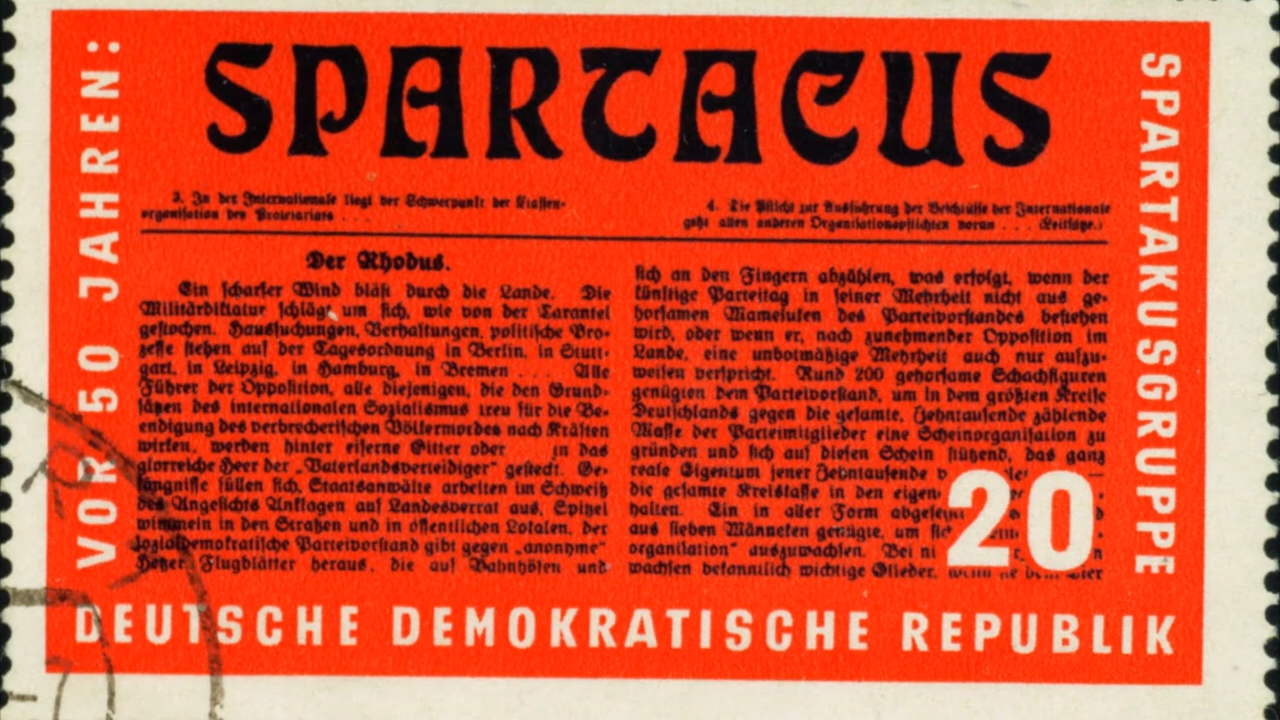 VOR 50 JAHREN:
SPARTACUS
SPARTAKUSGRUPPE
3. In der Internationale liegt der Schwerpunkt der Klassen-
organisation des Proletariats . . .
4. Die Pflicht zur Ausführung der Beschlüsse der Internationale
geht allen anderen Organisationspflichten voran . . . (Leitsätze.)
Der Rhodus.
Ein scharfer Wind bläst durch die Lande. Die
Militärdiktatur schlägt um sich, wie von der Tarantel
gestochen. Haussuchungen, Verhaftungen, politische Pro-
zesse stehen auf der Tagesordnung in Berlin, in Stutt-
gart, in Leipzig, in Hamburg, in Bremen . . . Alle
Führer der Opposition, alle diejenigen, die den Grund-
sätzen des internationalen Sozialismus treu für die Be-
endigung des verbrecherischen Völkermordes nach Kräften
wirken, werden hinter eiserne Gitter oder in das
glorreiche Heer der „Vaterlandsverteidiger" gesteckt. Ge-
fängnisse füllen sich, Staatsanwälte arbeiten im Schweiß
des Angesichts Anklagen auf Landesverrat aus, Spitzel
wimmeln in den Straßen und in öffentlichen Lokalen, der
sozialdemokratische Parteivorstand gibt gegen „anonyme"
Hetzer Flugblätter heraus, die auf Bahnhöfen und
sich an den Fingern abzählen, was erfolgt, wenn der
künftige Parteitag in seiner Mehrheit nicht aus ge-
horsamen Mameluken des Parteivorstandes bestehen
wird, oder wenn er, nach zunehmender Opposition im
Lande, eine unbotmäßige Mehrheit auch nur aufzu-
weisen verspricht. Rund 200 gehorsame Schachfiguren
genügten dem Parteivorstand, um in dem größten Kreise
Deutschlands gegen die gesamte, Zehntausende zählende
Masse der Parteimitglieder eine Scheinorganisation zu
gründen und sich auf diesen Schein stützend, das ganz
reale Eigentum jener Zehntausende
die gesamte Kreiskasse in den eigen
halten. Ein in aller Form
aus sieben Männeken genügte, um
organisation" auszuwachsen. Bei
wachsen bekanntlich wichtige Glieder,
20
DEUTSCHE DEMOKRATISCHE REPUBLIK